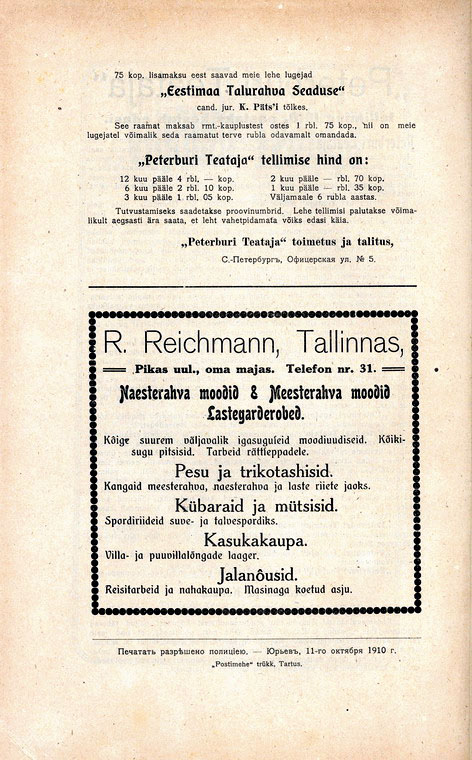 75 kop. lisamaksu eest saavad meie lehe lugejad
„Eestimaa Talurahva Seaduse“
cand. jur. K. Päts'i tõlkes.
See raamat maksab rmt.-kauplustest ostes 1 rbl. 75 kop., nii on meie
lugejatel võimalik seda raamatut terve rubla odavamalt omandada.
„Peterburi Teataja“ tellimise hind on:
12 kuu pääle 4 rbl. — kop.
6 kuu pääle 2 rbl. 10 kop.
3 kuu pääle 1 rbl. 05 kop.
2 kuu pääle — rbl. 70 kop.
1 kuu pääle — rbl. 35 kop.
Väljamaale 6 rubla aastas.
Tutvustamiseks saadetakse proovinumbrid. Lehe tellimisi palutakse võima-
likult aegsasti ära saata, et leht vahetpidamata võiks edasi käia.
„Peterburi Teataja“ toimetus ja talitus,
С.-Петербургъ, Офицерская ул. № 5.
R. Reichmann, Tallinnas,
Pikas uul., oma majas. Telefon nr. 31.
Naesterahva moodid & Meesterahva moodid
Lastegarderobed.
Kõige suurem väljavalik igasuguseid moodiuudiseid. Kõiki-
sugu pitsisid. Tarbeid rättseppadele.
Pesu ja trikotashisid.
Kangaid meesterahva, naesterahva ja laste riiete jaoks.
Kübaraid ja mütsisid.
Spordiriideid suve- ja talvespordiks.
Kasukakaupa.
Villa- ja puuvillalõngade laager.
Jalanôusid.
Reisitarbeid ja nahakaupa. Masinaga koetud asju.
Печатать разрѣшено полиціею. — Юрьевъ, 11-го октября 1910 г.
„Postimehe“ trükk, Tartus.